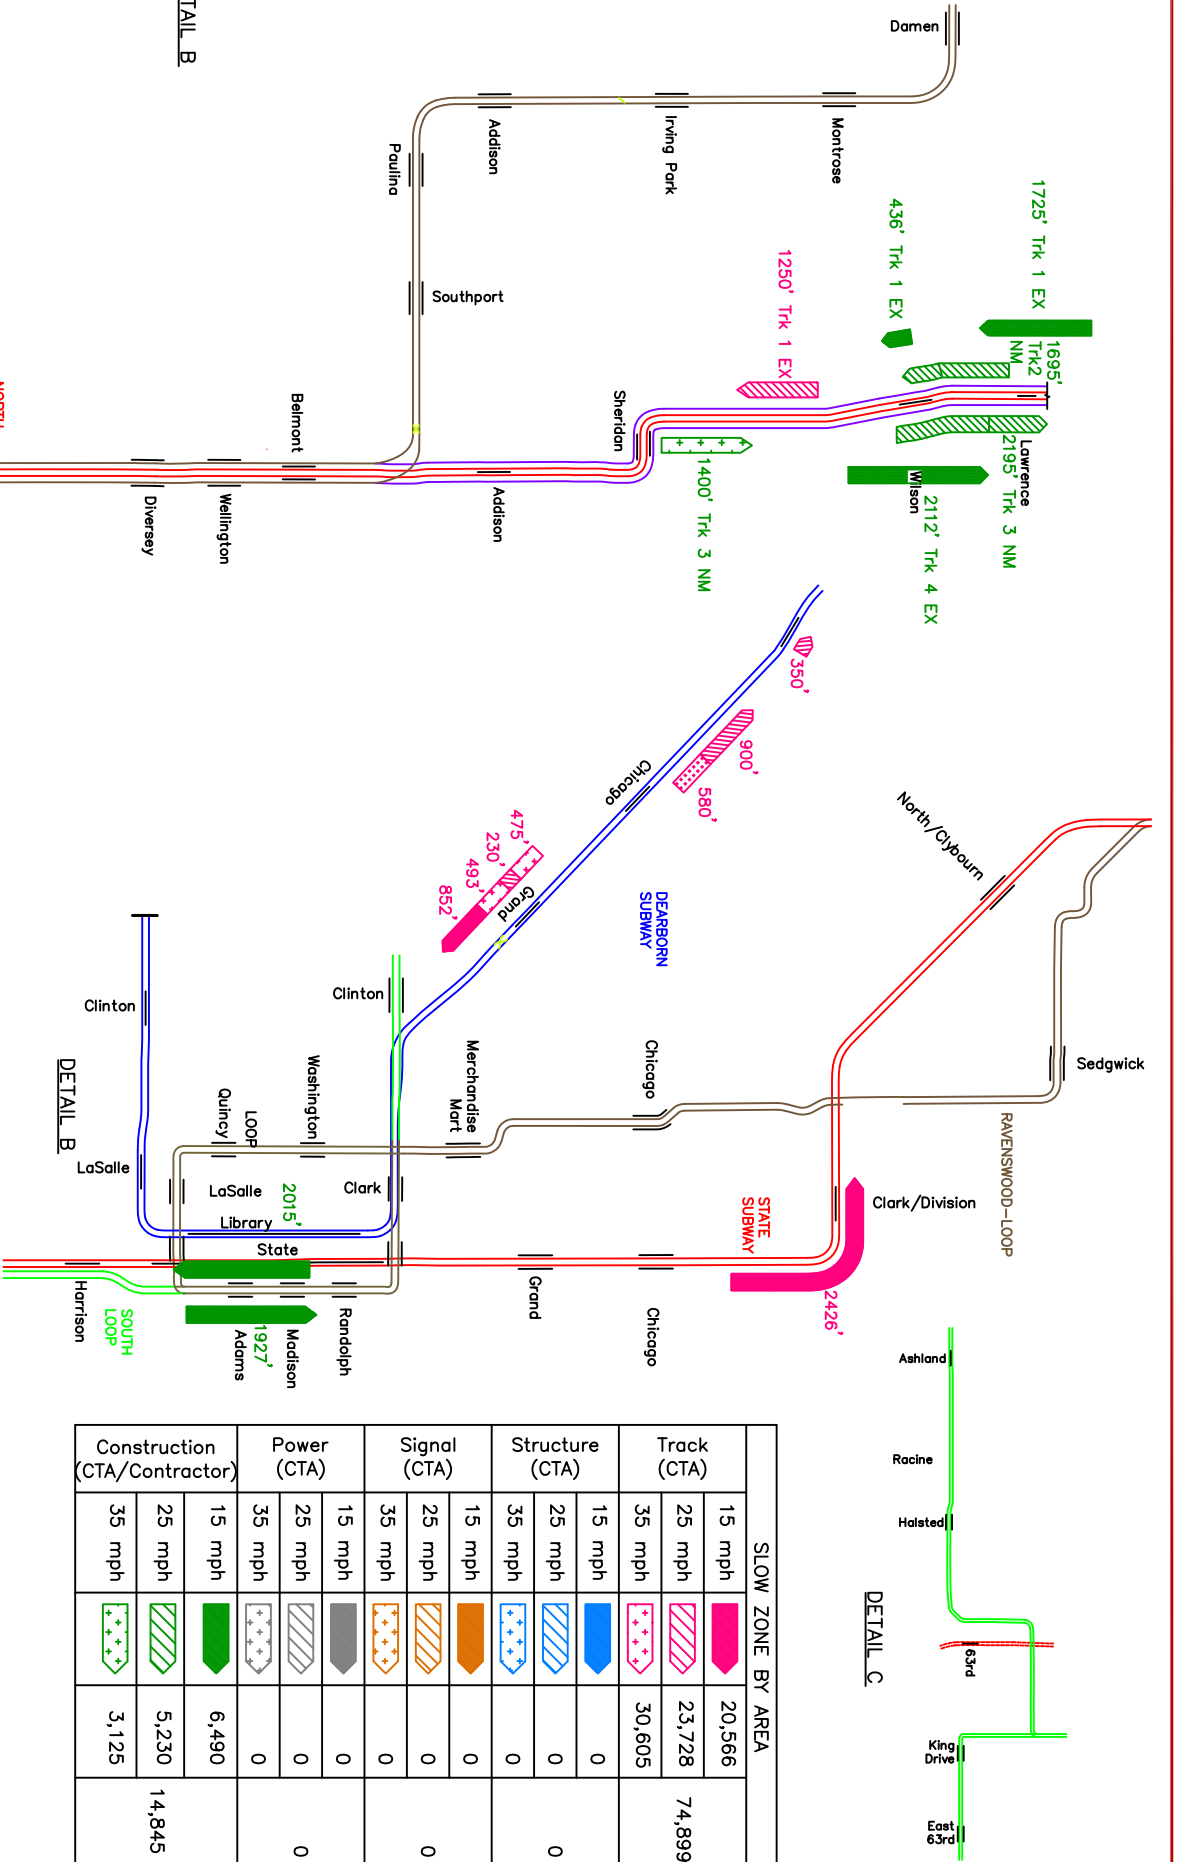 TAIL B
Damen
Montrose
Irving Park
Addison
Paulina
Southport
Belmont
Wellington
Diversey
Addison
Sheridan
Wilson
Lawrence
1725' Trk 1 EX
436' Trk 1 EX
1695'
Trk2
NM
1250' Trk 1 EX
2195' Trk 3 NM
2112' Trk 4 EX
1400' Trk 3 NM
NORTH
350'
900'
580'
Chicago
475'
230'
493'
852'
Grand
DEARBORN
SUBWAY
North/Clybourn
Sedgwick
RAVENSWOOD-LOOP
Clinton
Clinton
DETAIL B
LaSalle
Merchandise
Mart
Chicago
Washington
LOOP
Quincy
LaSalle
2015'
Library
State
Clark
Clark/Division
STATE
SUBWAY
2426'
Grand
Chicago
Randolph
Madison
1927'
Adams
Harrison
SOUTH
LOOP
Ashland
Racine
Halsted
63rd
King
Drive
East
63rd
DETAIL C
SLOW ZONE BY AREA
Track
(CTA)
15 mph 20,566
25 mph 23,728
35 mph 30,605
74,899
Structure
(CTA)
15 mph 0
25 mph 0
35 mph 0
0
Signal
(CTA)
15 mph 0
25 mph 0
35 mph 0
0
Power
(CTA)
15 mph 0
25 mph 0
35 mph 0
0
Construction
(CTA/Contractor)
15 mph 6,490
25 mph 5,230
35 mph 3,125
14,845